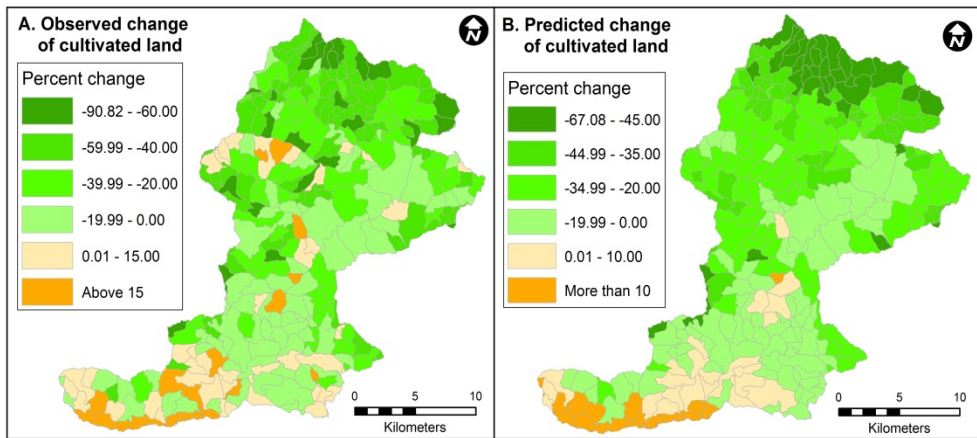 A. Observed change
of cultivated land
N
Percent change
-90.82 - -60.00
-59.99 - -40.00
-39.99 - -20.00
-19.99 - 0.00
0.01 - 15.00
Above 15
0 5 10
Kilometers
B. Predicted change
of cultivated land
N
Percent change
-67.08 - -45.00
-44.99 - -35.00
-34.99 - -20.00
-19.99 - 0.00
0.01 - 10.00
More than 10
0 5 10
Kilometers